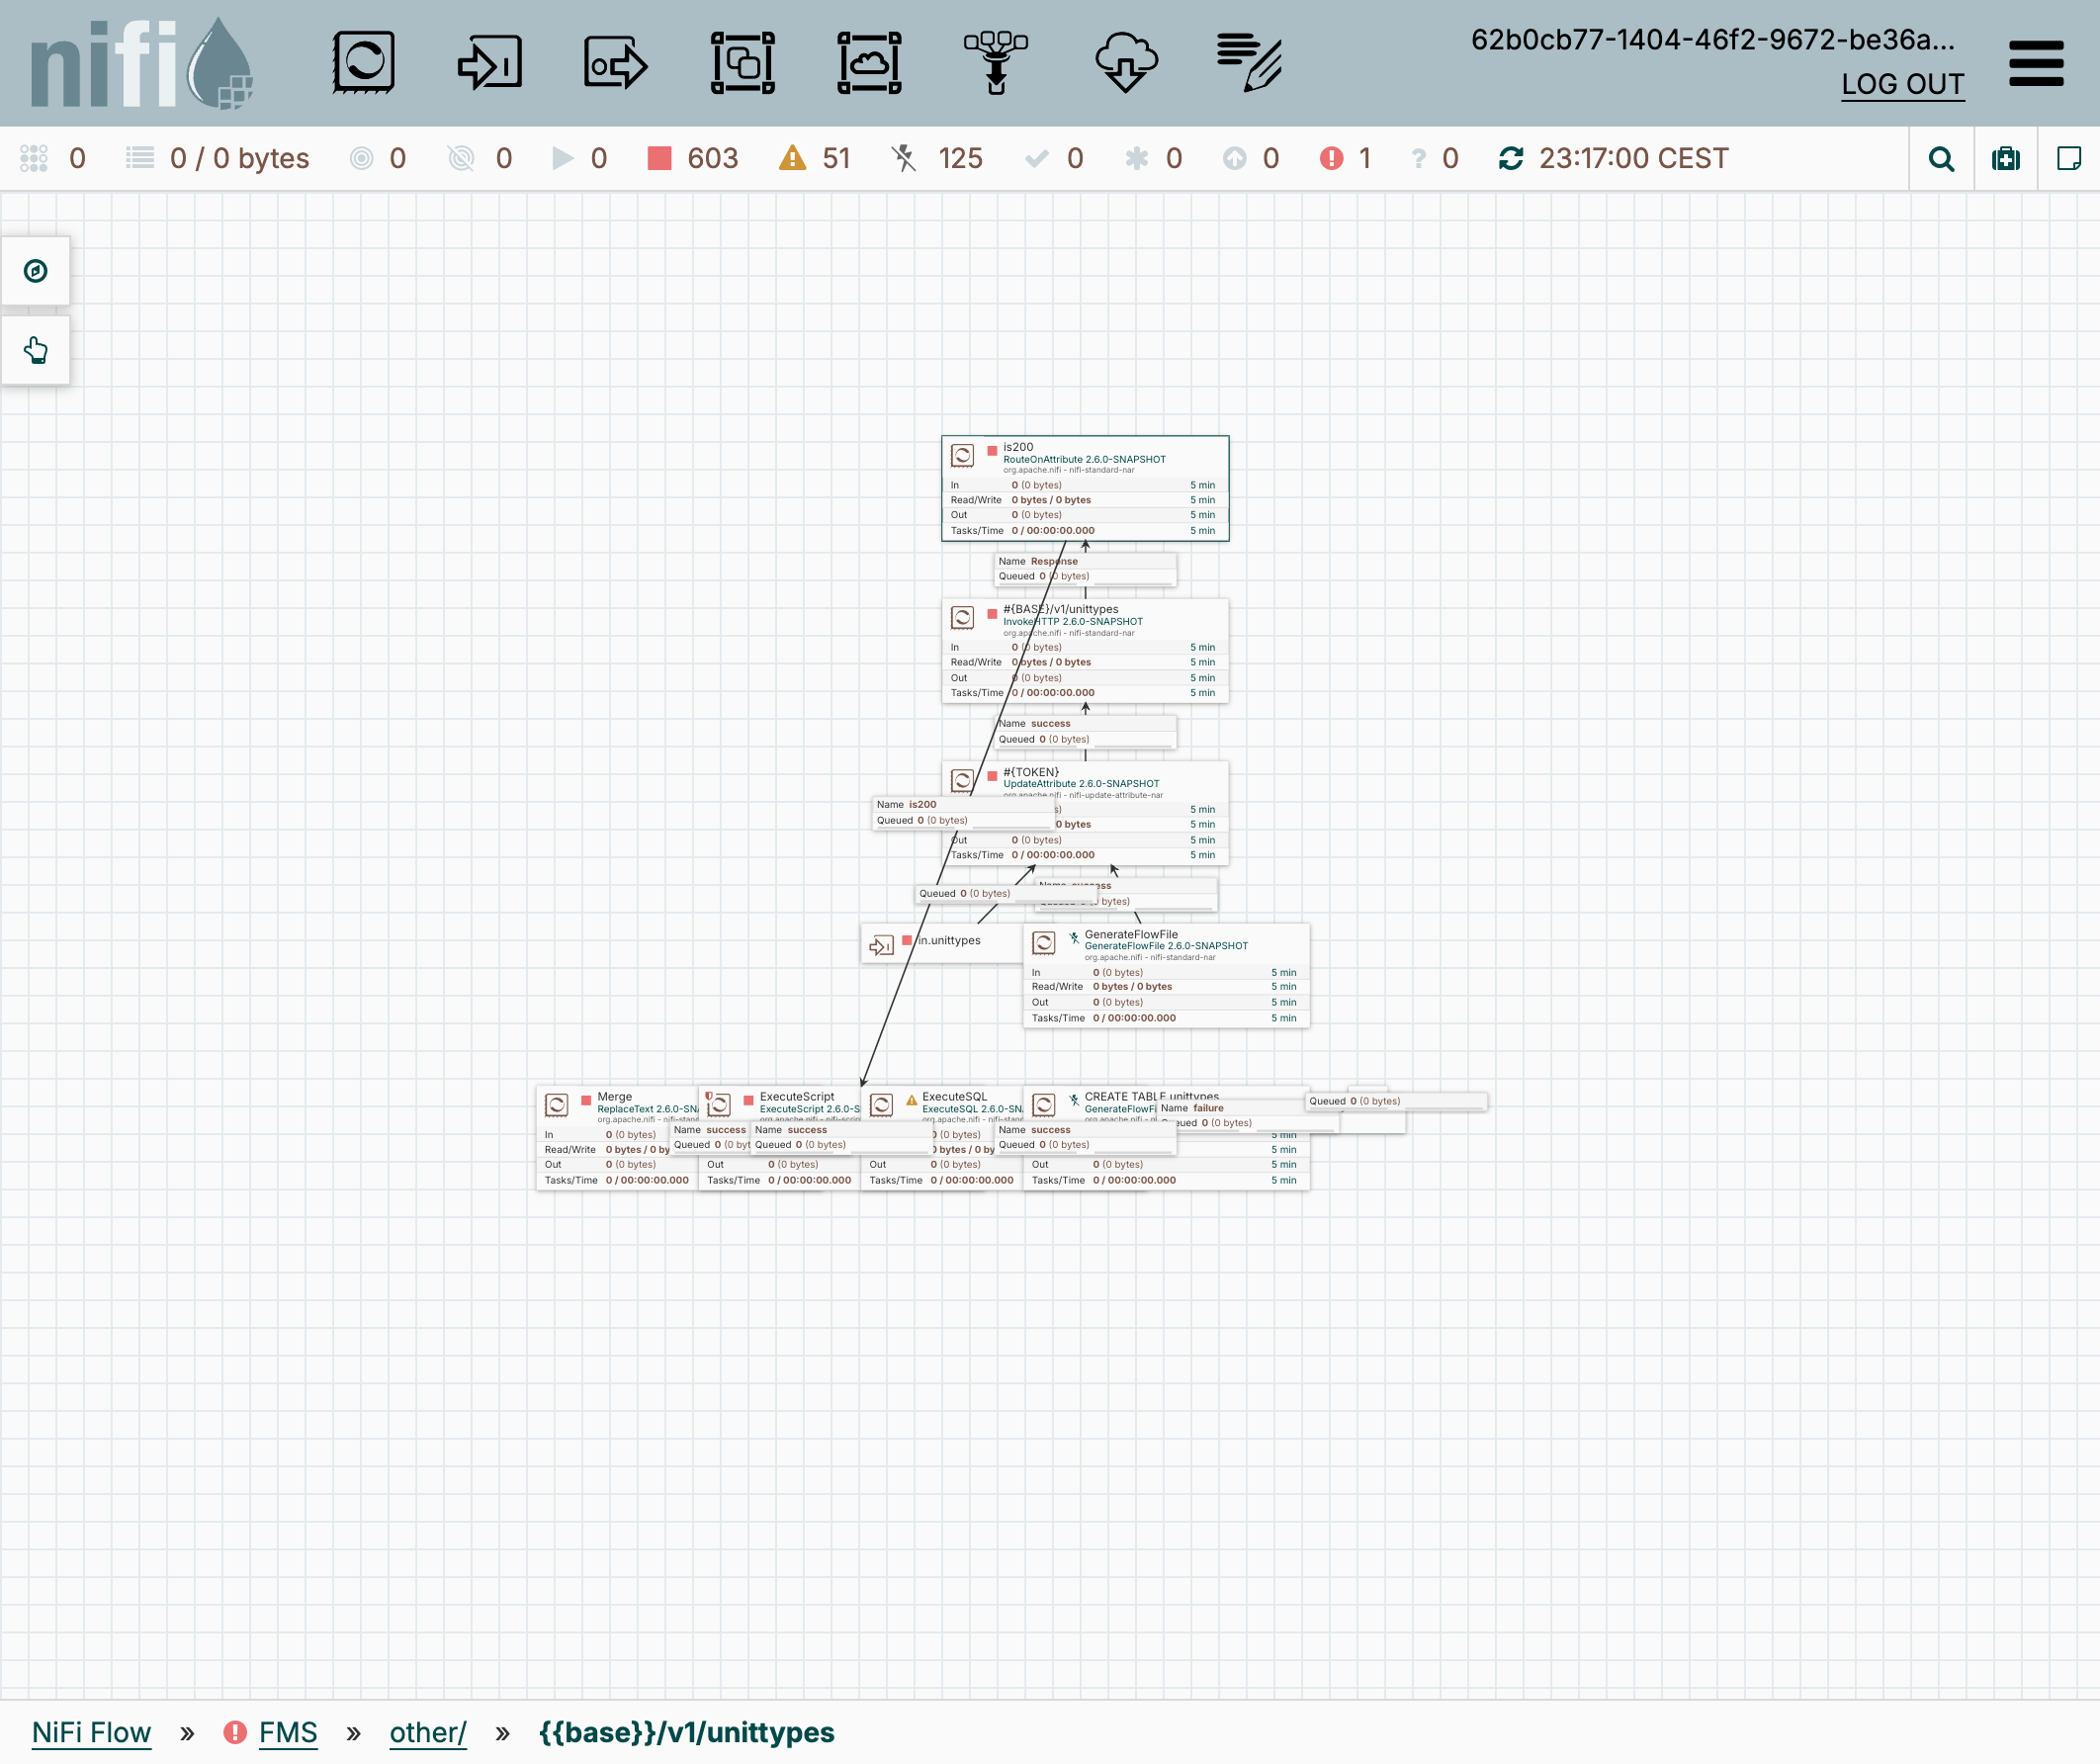 nifi
62b0cb77-1404-46f2-9672-be36a...
LOG OUT
0 0 / 0 bytes 0 0 0 603 51 125 0 0 0 1 ? 0 23:17:00 CEST
is200
RouteOnAttribute 2.6.0-SNAPSHOT
org.apache.nifi - nifi-standard-nar
In 0 (0 bytes) 5 min
Read/Write 0 bytes / 0 bytes 5 min
Out 0 (0 bytes) 5 min
Tasks/Time 0 / 00:00:00.000 5 min
Name Response
Queued 0 (0 bytes)
#{BASE}/v1/unittypes
InvokeHTTP 2.6.0-SNAPSHOT
org.apache.nifi - nifi-standard-nar
In 0 (0 bytes) 5 min
Read/Write 0 bytes / 0 bytes 5 min
Out 0 (0 bytes) 5 min
Tasks/Time 0 / 00:00:00.000 5 min
Name success
Queued 0 (0 bytes)
#{TOKEN}
UpdateAttribute 2.6.0-SNAPSHOT
org.apache.nifi - nifi-update-attribute-nar
Name is200
Queued 0 (0 bytes)
5 min
0 bytes 5 min
Out 0 (0 bytes) 5 min
Tasks/Time 0 / 00:00:00.000 5 min
Queued 0 (0 bytes)
Name success
bytes)
in.unittypes
GenerateFlowFile
GenerateFlowFile 2.6.0-SNAPSHOT
org.apache.nifi - nifi-standard-nar
In 0 (0 bytes) 5 min
Read/Write 0 bytes / 0 bytes 5 min
Out 0 (0 bytes) 5 min
Tasks/Time 0 / 00:00:00.000 5 min
Merge
ReplaceText 2.6.0-SNA
In 0 (0 bytes)
Read/Write 0 bytes / 0 by
Out 0 (0 bytes)
Tasks/Time 0 / 00:00:00.000
Name success
Queued 0 (0 byt
ExecuteScript
ExecuteScript 2.6.0-S
Name success
Queued 0 (0 bytes)
Out 0 (0 bytes)
Tasks/Time 0 / 00:00:00.000
ExecuteSQL
ExecuteSQL 2.6.0-SN
0 (0 bytes)
0 bytes / 0 by
Out 0 (0 bytes)
Tasks/Time 0 / 00:00:00.000
Name success
Queued 0 (0 bytes)
CREATE TABLE unittypes
GenerateFlowFi
5 min
5 min
Out 0 (0 bytes) 5 min
Tasks/Time 0 / 00:00:00.000 5 min
Name failure
Queued 0 (0 bytes)
Queued 0 (0 bytes)
NiFi Flow » FMS » other/ » {{base}}/v1/unittypes